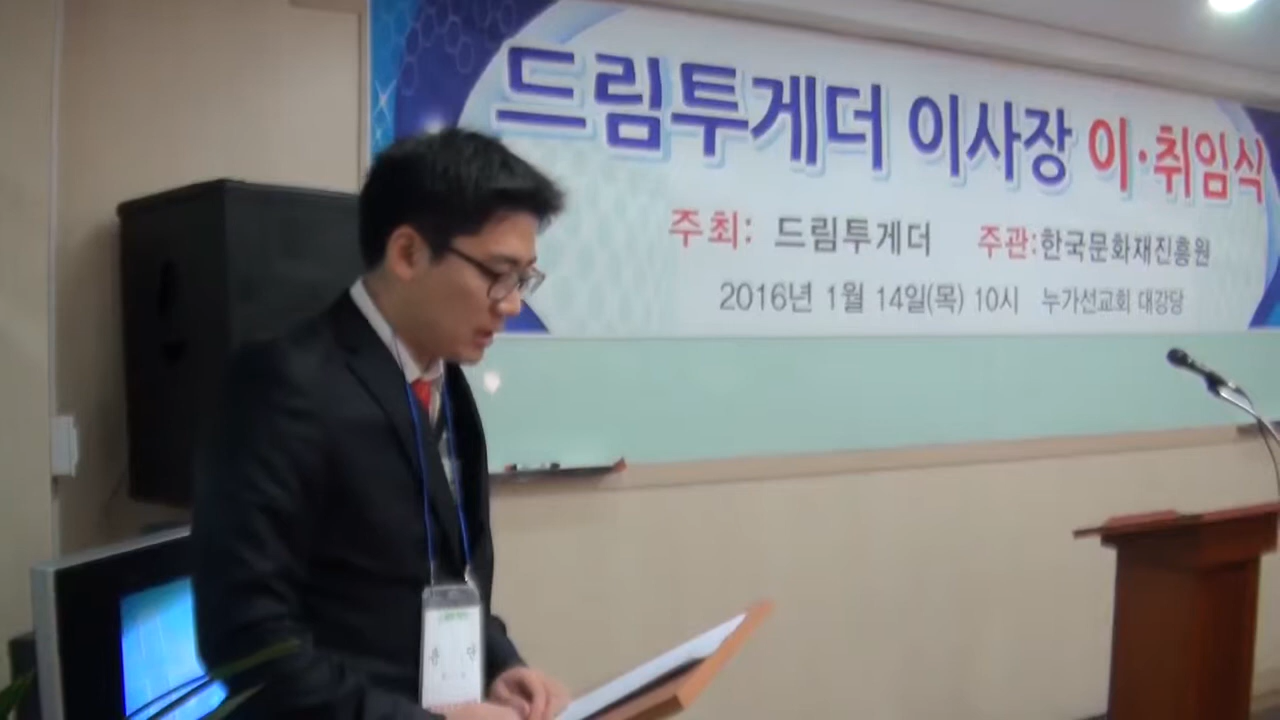 드림투게더 이사장 이·취임식
주최: 드림투게더 주관:한국문화재진흥원
2016년 1월 14일(목) 10시 누가선교회 대강당